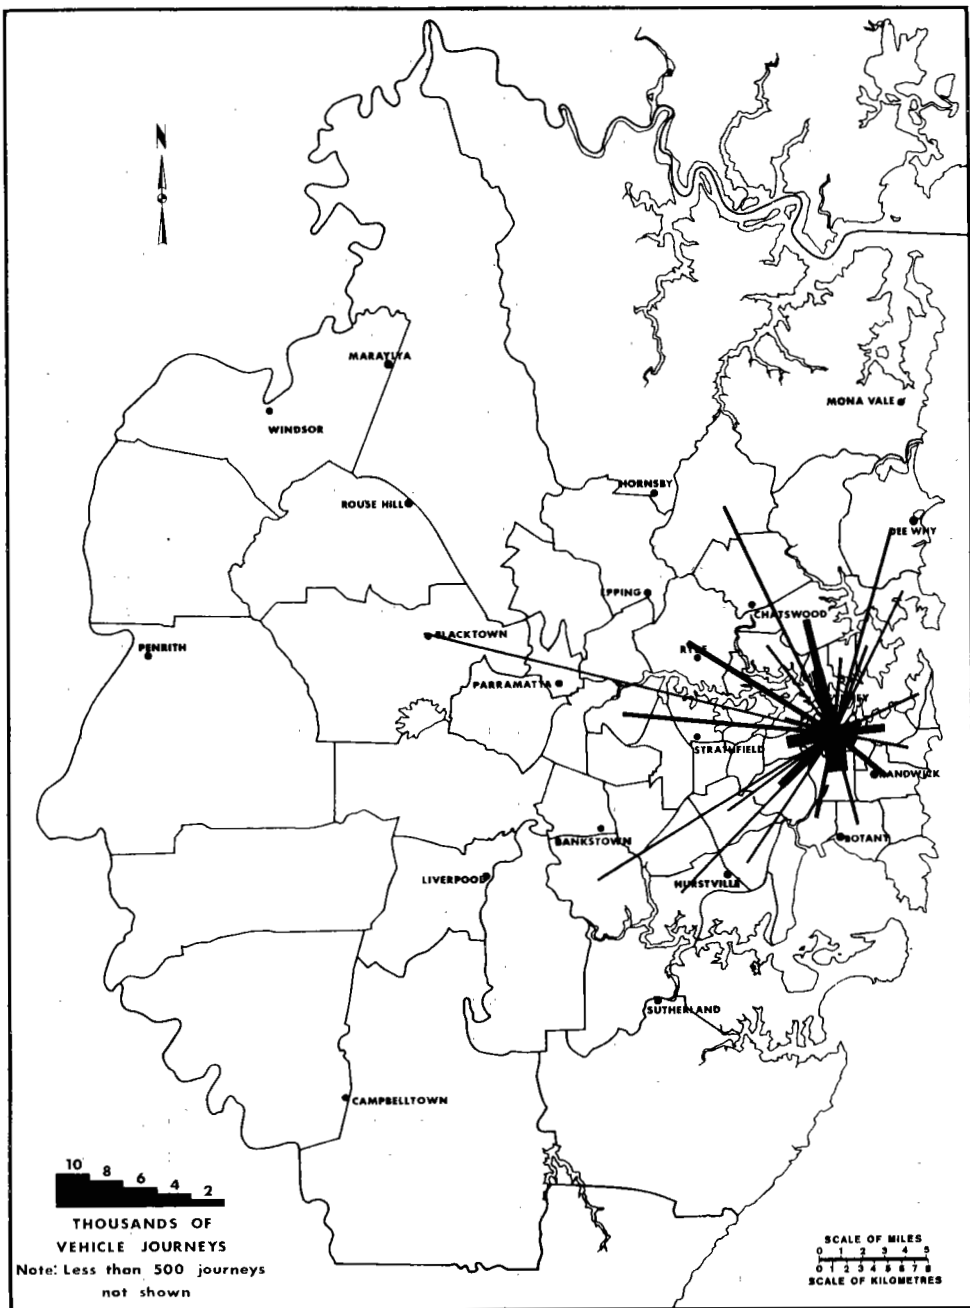 N
MARAYLYA
WINDSOR
MONA VALE
HORNSBY
ROUSE HILL
DEE WHY
EPPING
CHATSWOOD
BLACKTOWN
RYDE
PENRITH
PARRAMATTA
STRATHFIELD
RANDWICK
BANKSTOWN
BOTANY
LIVERPOOL
HURSTVILLE
SUTHERLAND
CAMPBELLTOWN
10 8 6 4 2
THOUSANDS OF
VEHICLE JOURNEYS
Note: Less than 500 journeys
not shown
SCALE OF MILES
0 1 2 3 4 5
0 1 2 3 4 5 6 7 8
SCALE OF KILOMETRES